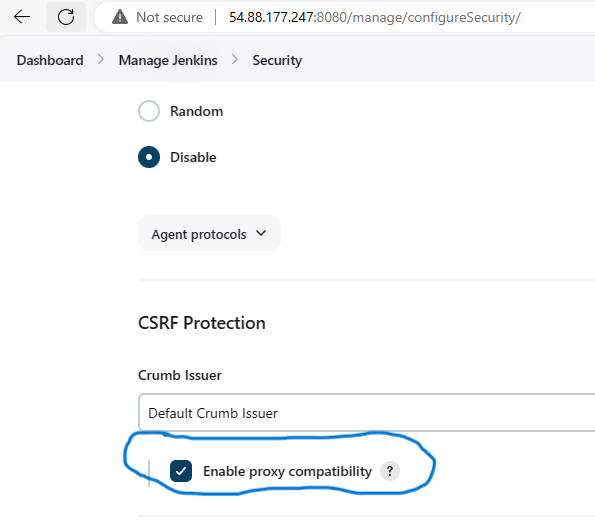 Not secure 54.88.177.247:8080/manage/configureSecurity/
Dashboard > Manage Jenkins > Security
Random
Disable
Agent protocols
CSRF Protection
Crumb Issuer
Default Crumb Issuer
Enable proxy compatibility ?